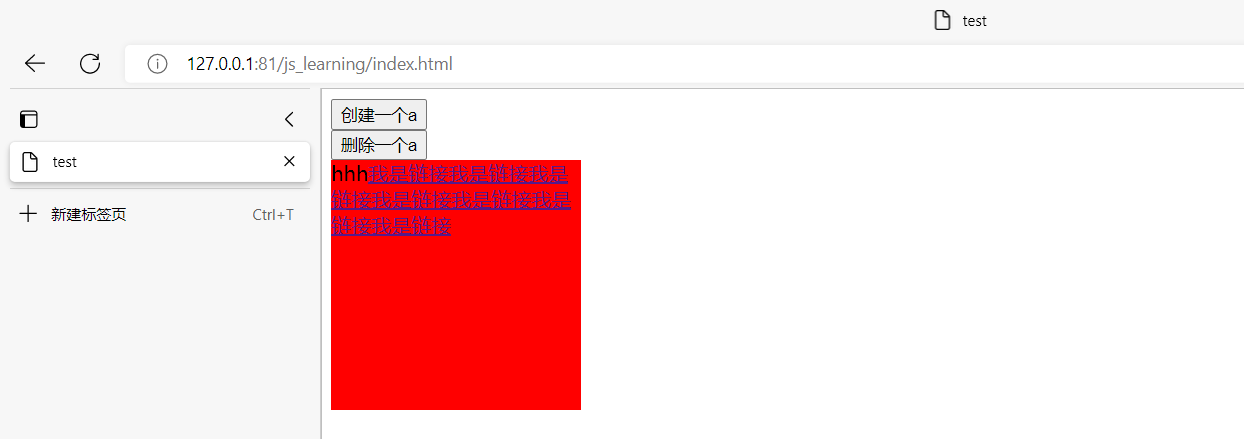 test
127.0.0.1:81/js_learning/index.html
test
新建标签页 Ctrl+T
创建一个a
删除一个a
hhh我是链接我是链接我是
链接我是链接我是链接我是
链接我是链接